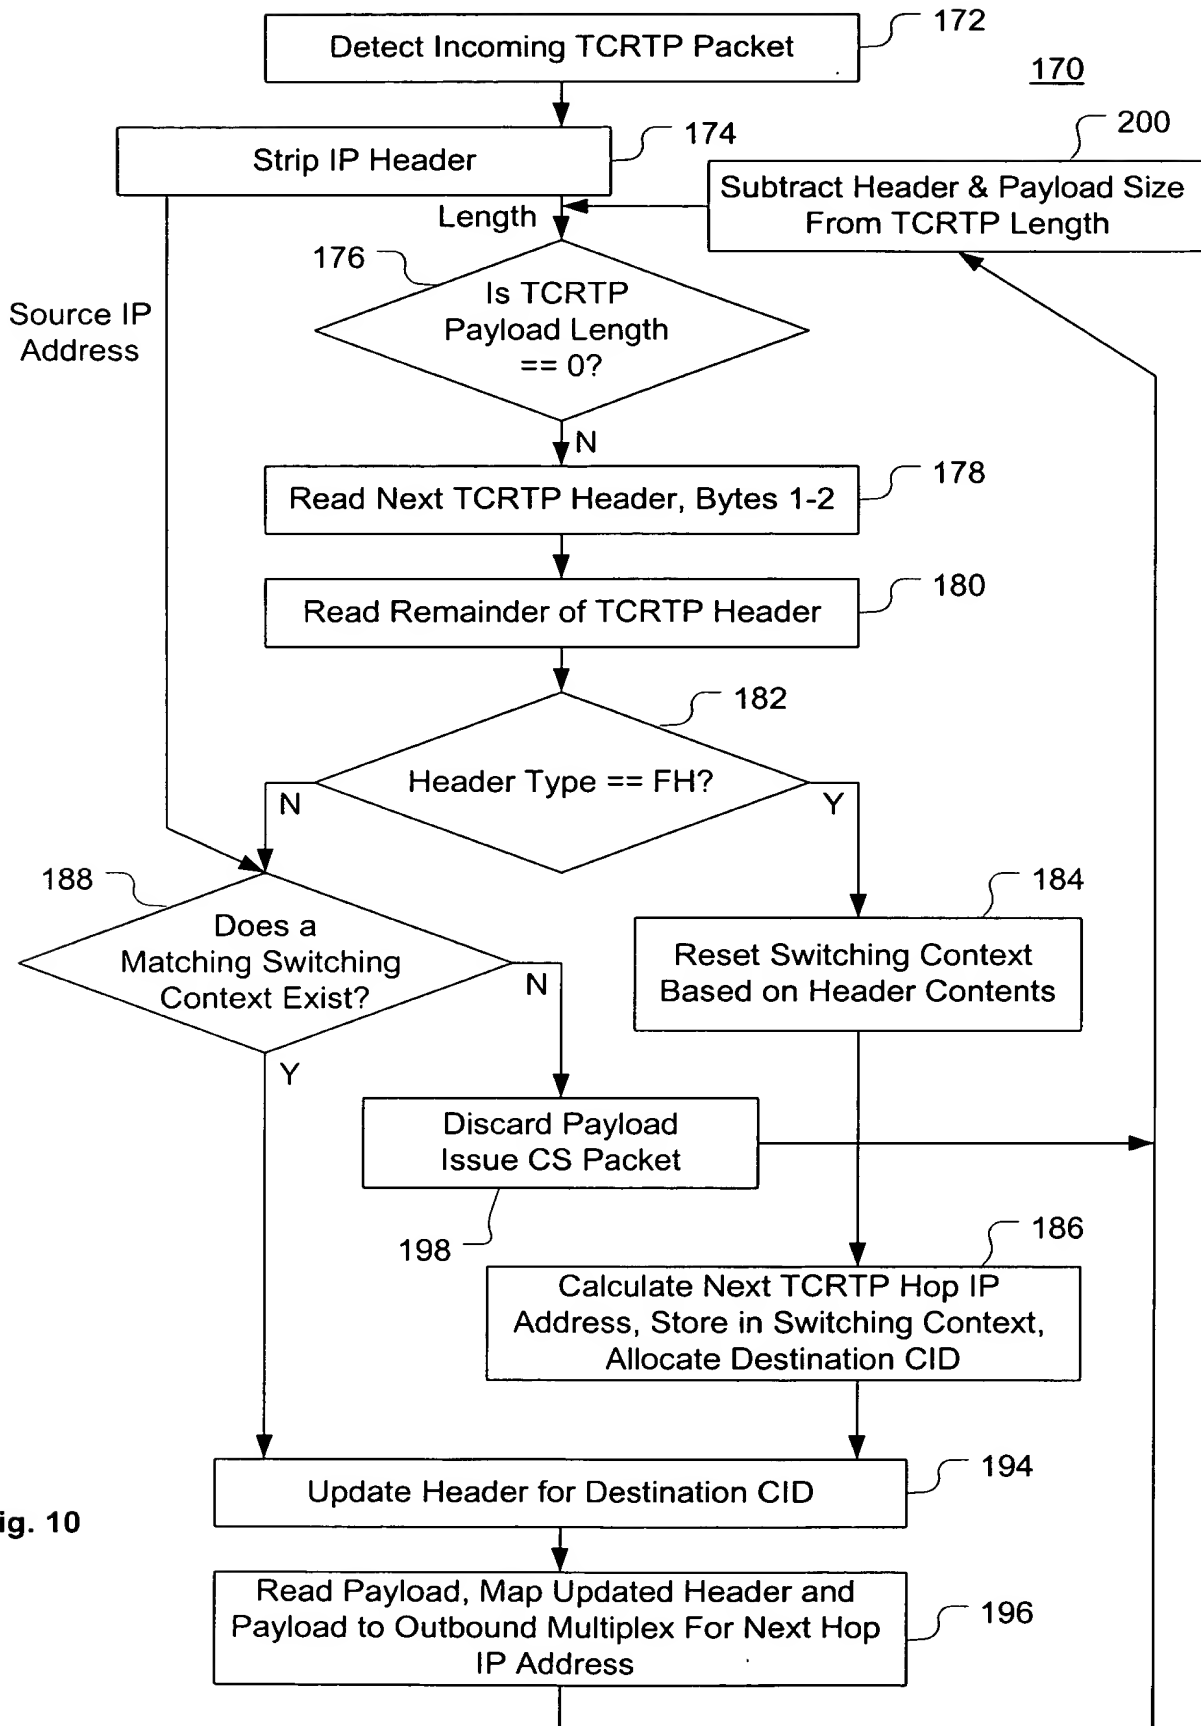 Detect Incoming TCRTP Packet
172
170
Strip IP Header
174
200
Subtract Header & Payload Size
From TCRTP Length
Length
176
Is TCRTP
Payload Length
== 0?
Source IP
Address
N
Read Next TCRTP Header, Bytes 1-2
178
Read Remainder of TCRTP Header
180
182
Header Type == FH?
N
Y
188
Does a
Matching Switching
Context Exist?
N
Y
184
Reset Switching Context
Based on Header Contents
Discard Payload
Issue CS Packet
198
186
Calculate Next TCRTP Hop IP
Address, Store in Switching Context,
Allocate Destination CID
Update Header for Destination CID
194
ig. 10
Read Payload, Map Updated Header and
Payload to Outbound Multiplex For Next Hop
IP Address
196